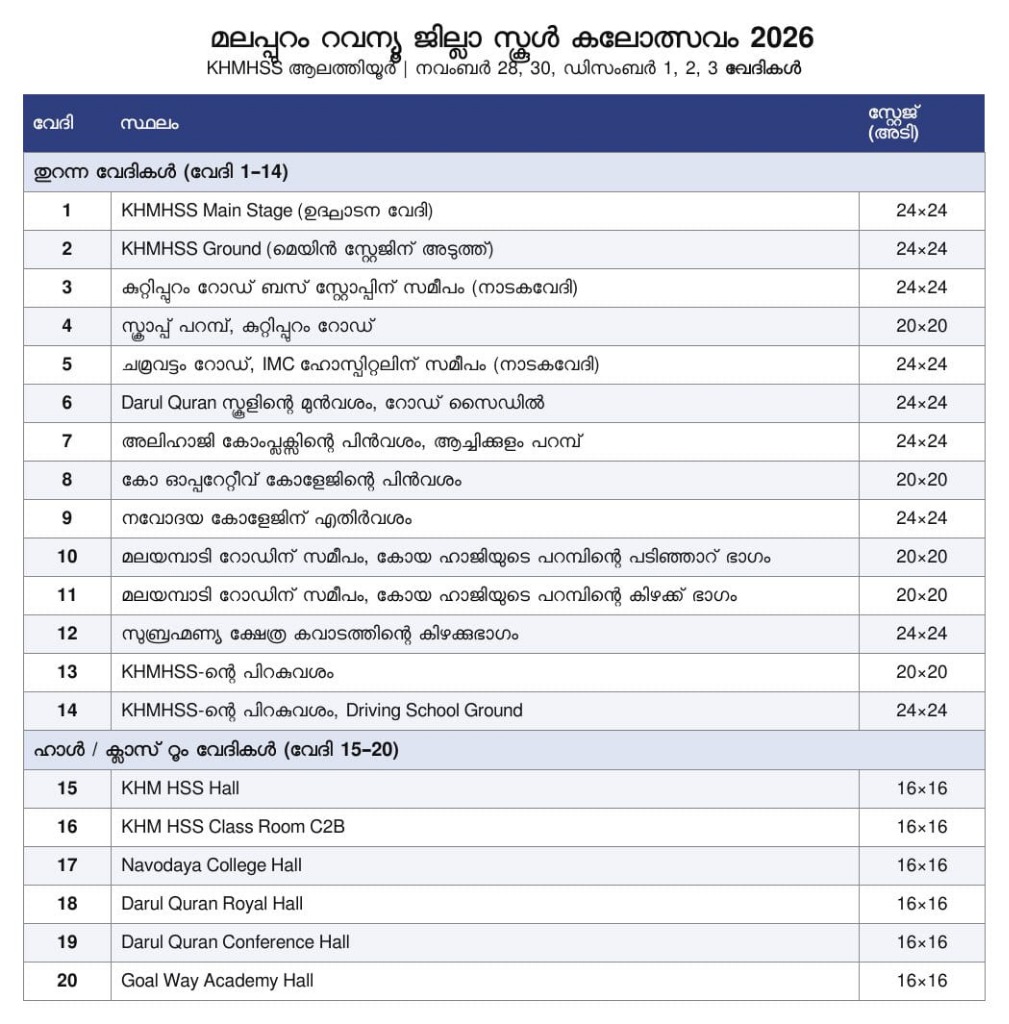 മലപ്പുറം റവന്യൂ ജില്ലാ സ്കൂൾ കലോത്സവം 2026
KHMHSS ആലത്തിയൂർ | നവംബർ 28, 30, ഡിസംബർ 1, 2, 3 വേദികൾ
വേദി സ്ഥലം സ്റ്റേജ് (അടി)
തുറന്ന വേദികൾ (വേദി 1–14)
1 KHMHSS Main Stage (ഉദ്ഘാടന വേദി) 24×24
2 KHMHSS Ground (മെയിൻ സ്റ്റേജിന് അടുത്ത്) 24×24
3 കുറ്റിപ്പുറം റോഡ് ബസ് സ്റ്റോപ്പിന് സമീപം (നാടകവേദി) 24×24
4 സ്ക്രാപ്പ് പറമ്പ്, കുറ്റിപ്പുറം റോഡ് 20×20
5 ചമ്രവട്ടം റോഡ്, IMC ഹോസ്പിറ്റലിന് സമീപം (നാടകവേദി) 24×24
6 Darul Quran സ്കൂളിന്റെ മുൻവശം, റോഡ് സൈഡിൽ 24×24
7 അലിഹാജി കോംപ്ലക്സിന്റെ പിൻവശം, ആച്ചിക്കുളം പറമ്പ് 24×24
8 കോ ഓപ്പറേറ്റീവ് കോളേജിന്റെ പിൻവശം 20×20
9 നവോദയ കോളേജിന് എതിർവശം 24×24
10 മലയമ്പാടി റോഡിന് സമീപം, കോയ ഹാജിയുടെ പറമ്പിന്റെ പടിഞ്ഞാറ് ഭാഗം 20×20
11 മലയമ്പാടി റോഡിന് സമീപം, കോയ ഹാജിയുടെ പറമ്പിന്റെ കിഴക്ക് ഭാഗം 20×20
12 സുബ്രഹ്മണ്യ ക്ഷേത്ര കവാടത്തിന്റെ കിഴക്കുഭാഗം 24×24
13 KHMHSS-ന്റെ പിറകുവശം 20×20
14 KHMHSS-ന്റെ പിറകുവശം, Driving School Ground 24×24
ഹാൾ / ക്ലാസ് റൂം വേദികൾ (വേദി 15–20)
15 KHM HSS Hall 16×16
16 KHM HSS Class Room C2B 16×16
17 Navodaya College Hall 16×16
18 Darul Quran Royal Hall 16×16
19 Darul Quran Conference Hall 16×16
20 Goal Way Academy Hall 16×16